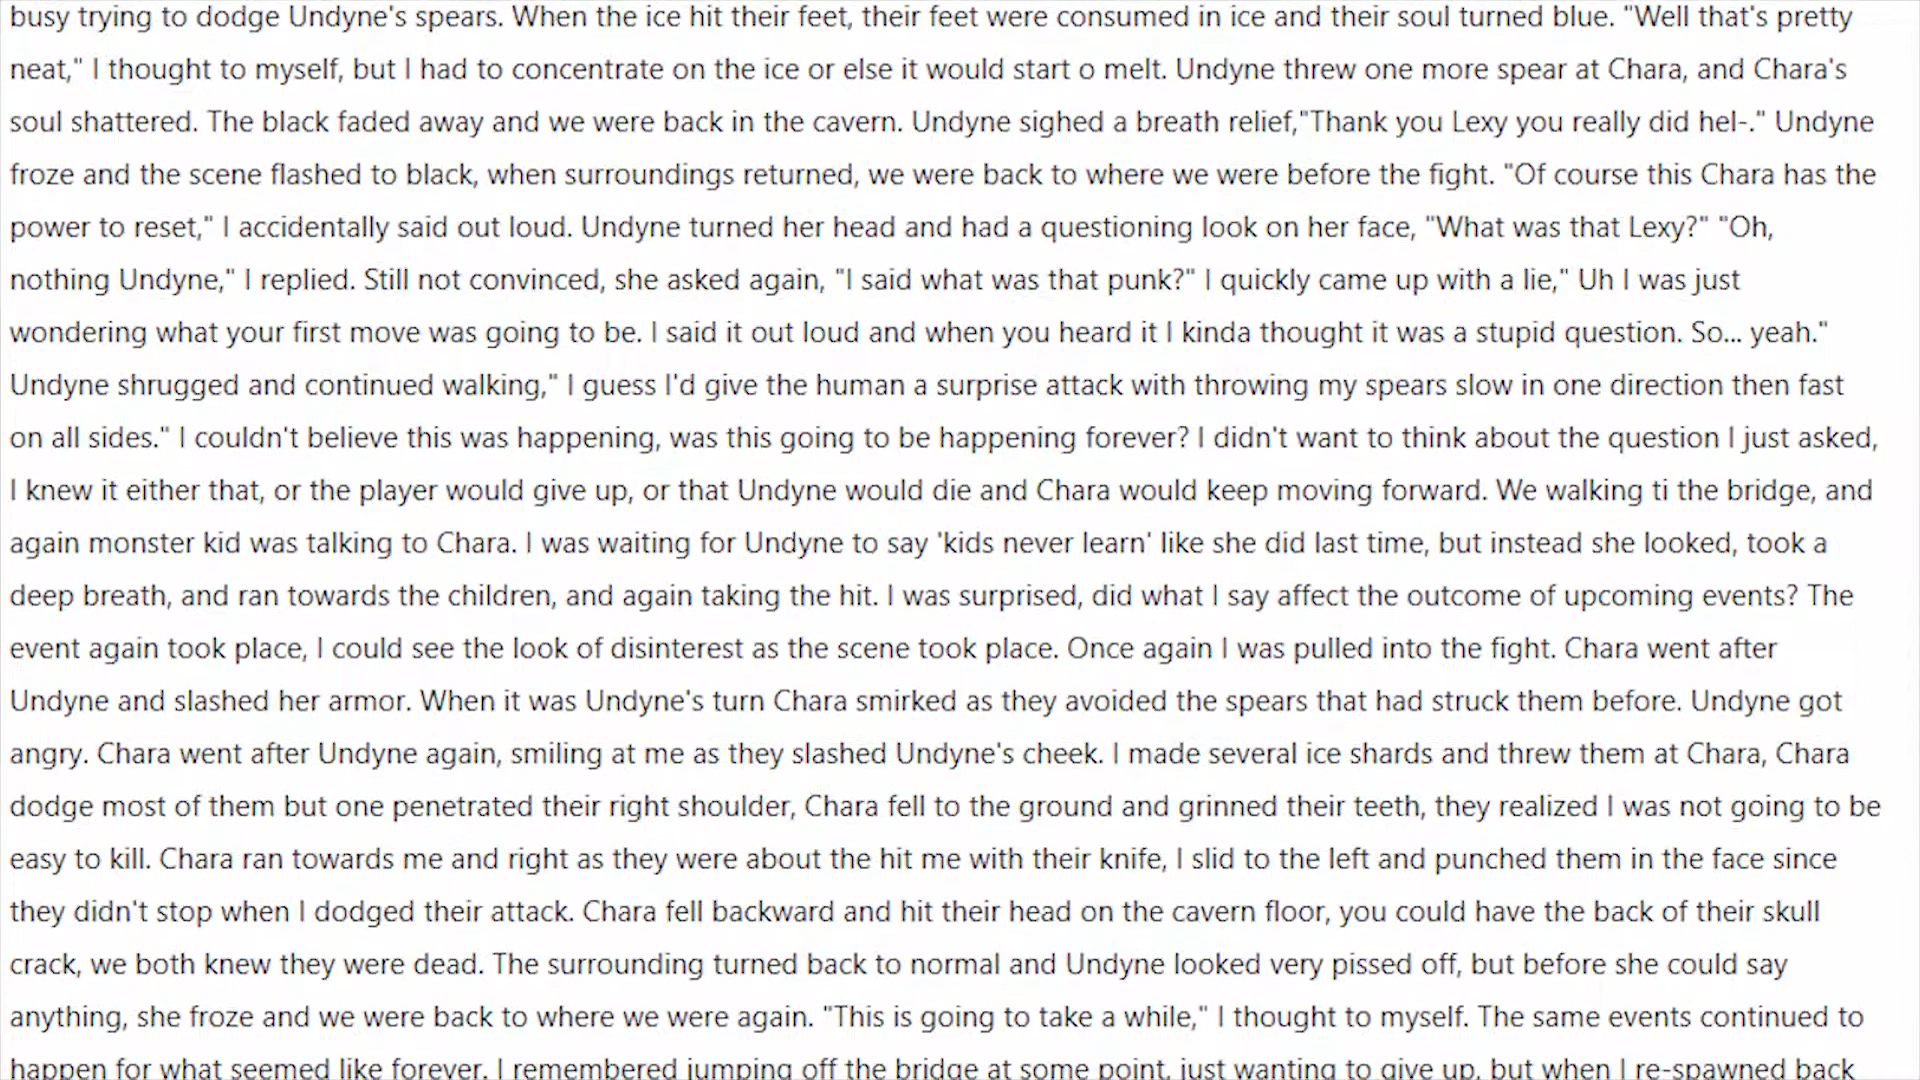 busy trying to dodge Undyne's spears. When the ice hit their feet, their feet were consumed in ice and their soul turned blue. "Well that's pretty
neat," I thought to myself, but I had to concentrate on the ice or else it would start o melt. Undyne threw one more spear at Chara, and Chara's
soul shattered. The black faded away and we were back in the cavern. Undyne sighed a breath relief,"Thank you Lexy you really did hel-." Undyne
froze and the scene flashed to black, when surroundings returned, we were back to where we were before the fight. "Of course this Chara has the
power to reset," I accidentally said out loud. Undyne turned her head and had a questioning look on her face, "What was that Lexy?" "Oh,
nothing Undyne," I replied. Still not convinced, she asked again, "I said what was that punk?" I quickly came up with a lie," Uh I was just
wondering what your first move was going to be. I said it out loud and when you heard it I kinda thought it was a stupid question. So... yeah."
Undyne shrugged and continued walking," I guess I'd give the human a surprise attack with throwing my spears slow in one direction then fast
on all sides." I couldn't believe this was happening, was this going to be happening forever? I didn't want to think about the question I just asked,
I knew it either that, or the player would give up, or that Undyne would die and Chara would keep moving forward. We walking ti the bridge, and
again monster kid was talking to Chara. I was waiting for Undyne to say 'kids never learn' like she did last time, but instead she looked, took a
deep breath, and ran towards the children, and again taking the hit. I was surprised, did what I say affect the outcome of upcoming events? The
event again took place, I could see the look of disinterest as the scene took place. Once again I was pulled into the fight. Chara went after
Undyne and slashed her armor. When it was Undyne's turn Chara smirked as they avoided the spears that had struck them before. Undyne got
angry. Chara went after Undyne again, smiling at me as they slashed Undyne's cheek. I made several ice shards and threw them at Chara, Chara
dodge most of them but one penetrated their right shoulder, Chara fell to the ground and grinned their teeth, they realized I was not going to be
easy to kill. Chara ran towards me and right as they were about the hit me with their knife, I slid to the left and punched them in the face since
they didn't stop when I dodged their attack. Chara fell backward and hit their head on the cavern floor, you could have the back of their skull
crack, we both knew they were dead. The surrounding turned back to normal and Undyne looked very pissed off, but before she could say
anything, she froze and we were back to where we were again. "This is going to take a while," I thought to myself. The same events continued to
happen for what seemed like forever. I remembered jumping off the bridge at some point, just wanting to give up, but when I re-spawned back